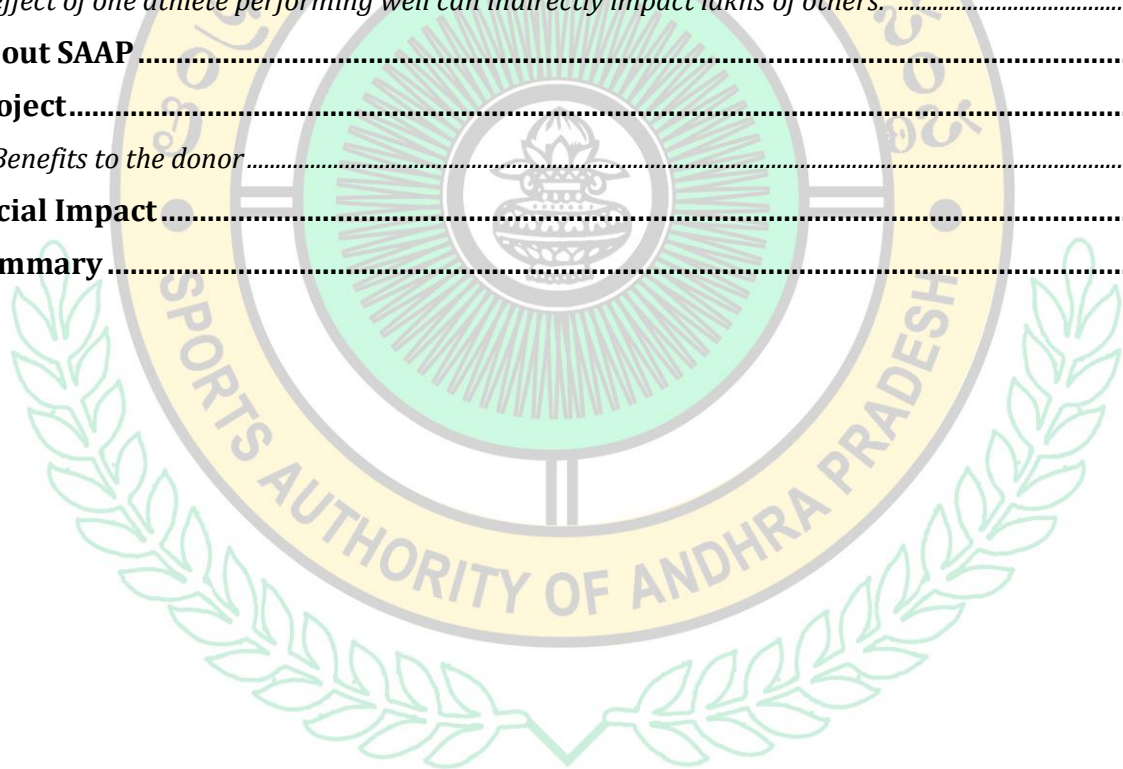 effect of one athlete performing well can indirectly impact lakhs of others.
out SAAP
oject
Benefits to the donor
cial Impact
mmary
SPORTS AUTHORITY OF ANDHRA PRADESH